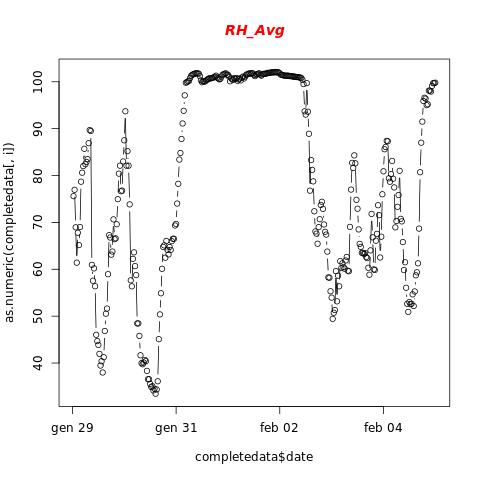 RH_Avg
as.numeric(completedata[, i])
100
90
80
70
60
50
40
gen 29
gen 31
feb 02
feb 04
completedata$date